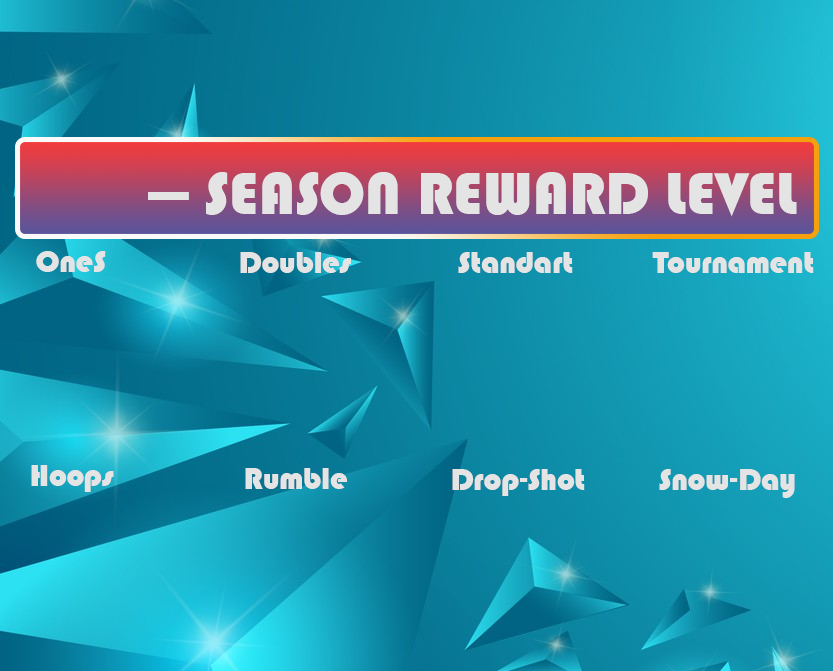 — SEASON REWARD LEVEL
OneS Doubles Standart Tournament
Hoops Rumble Drop-Shot Snow-Day